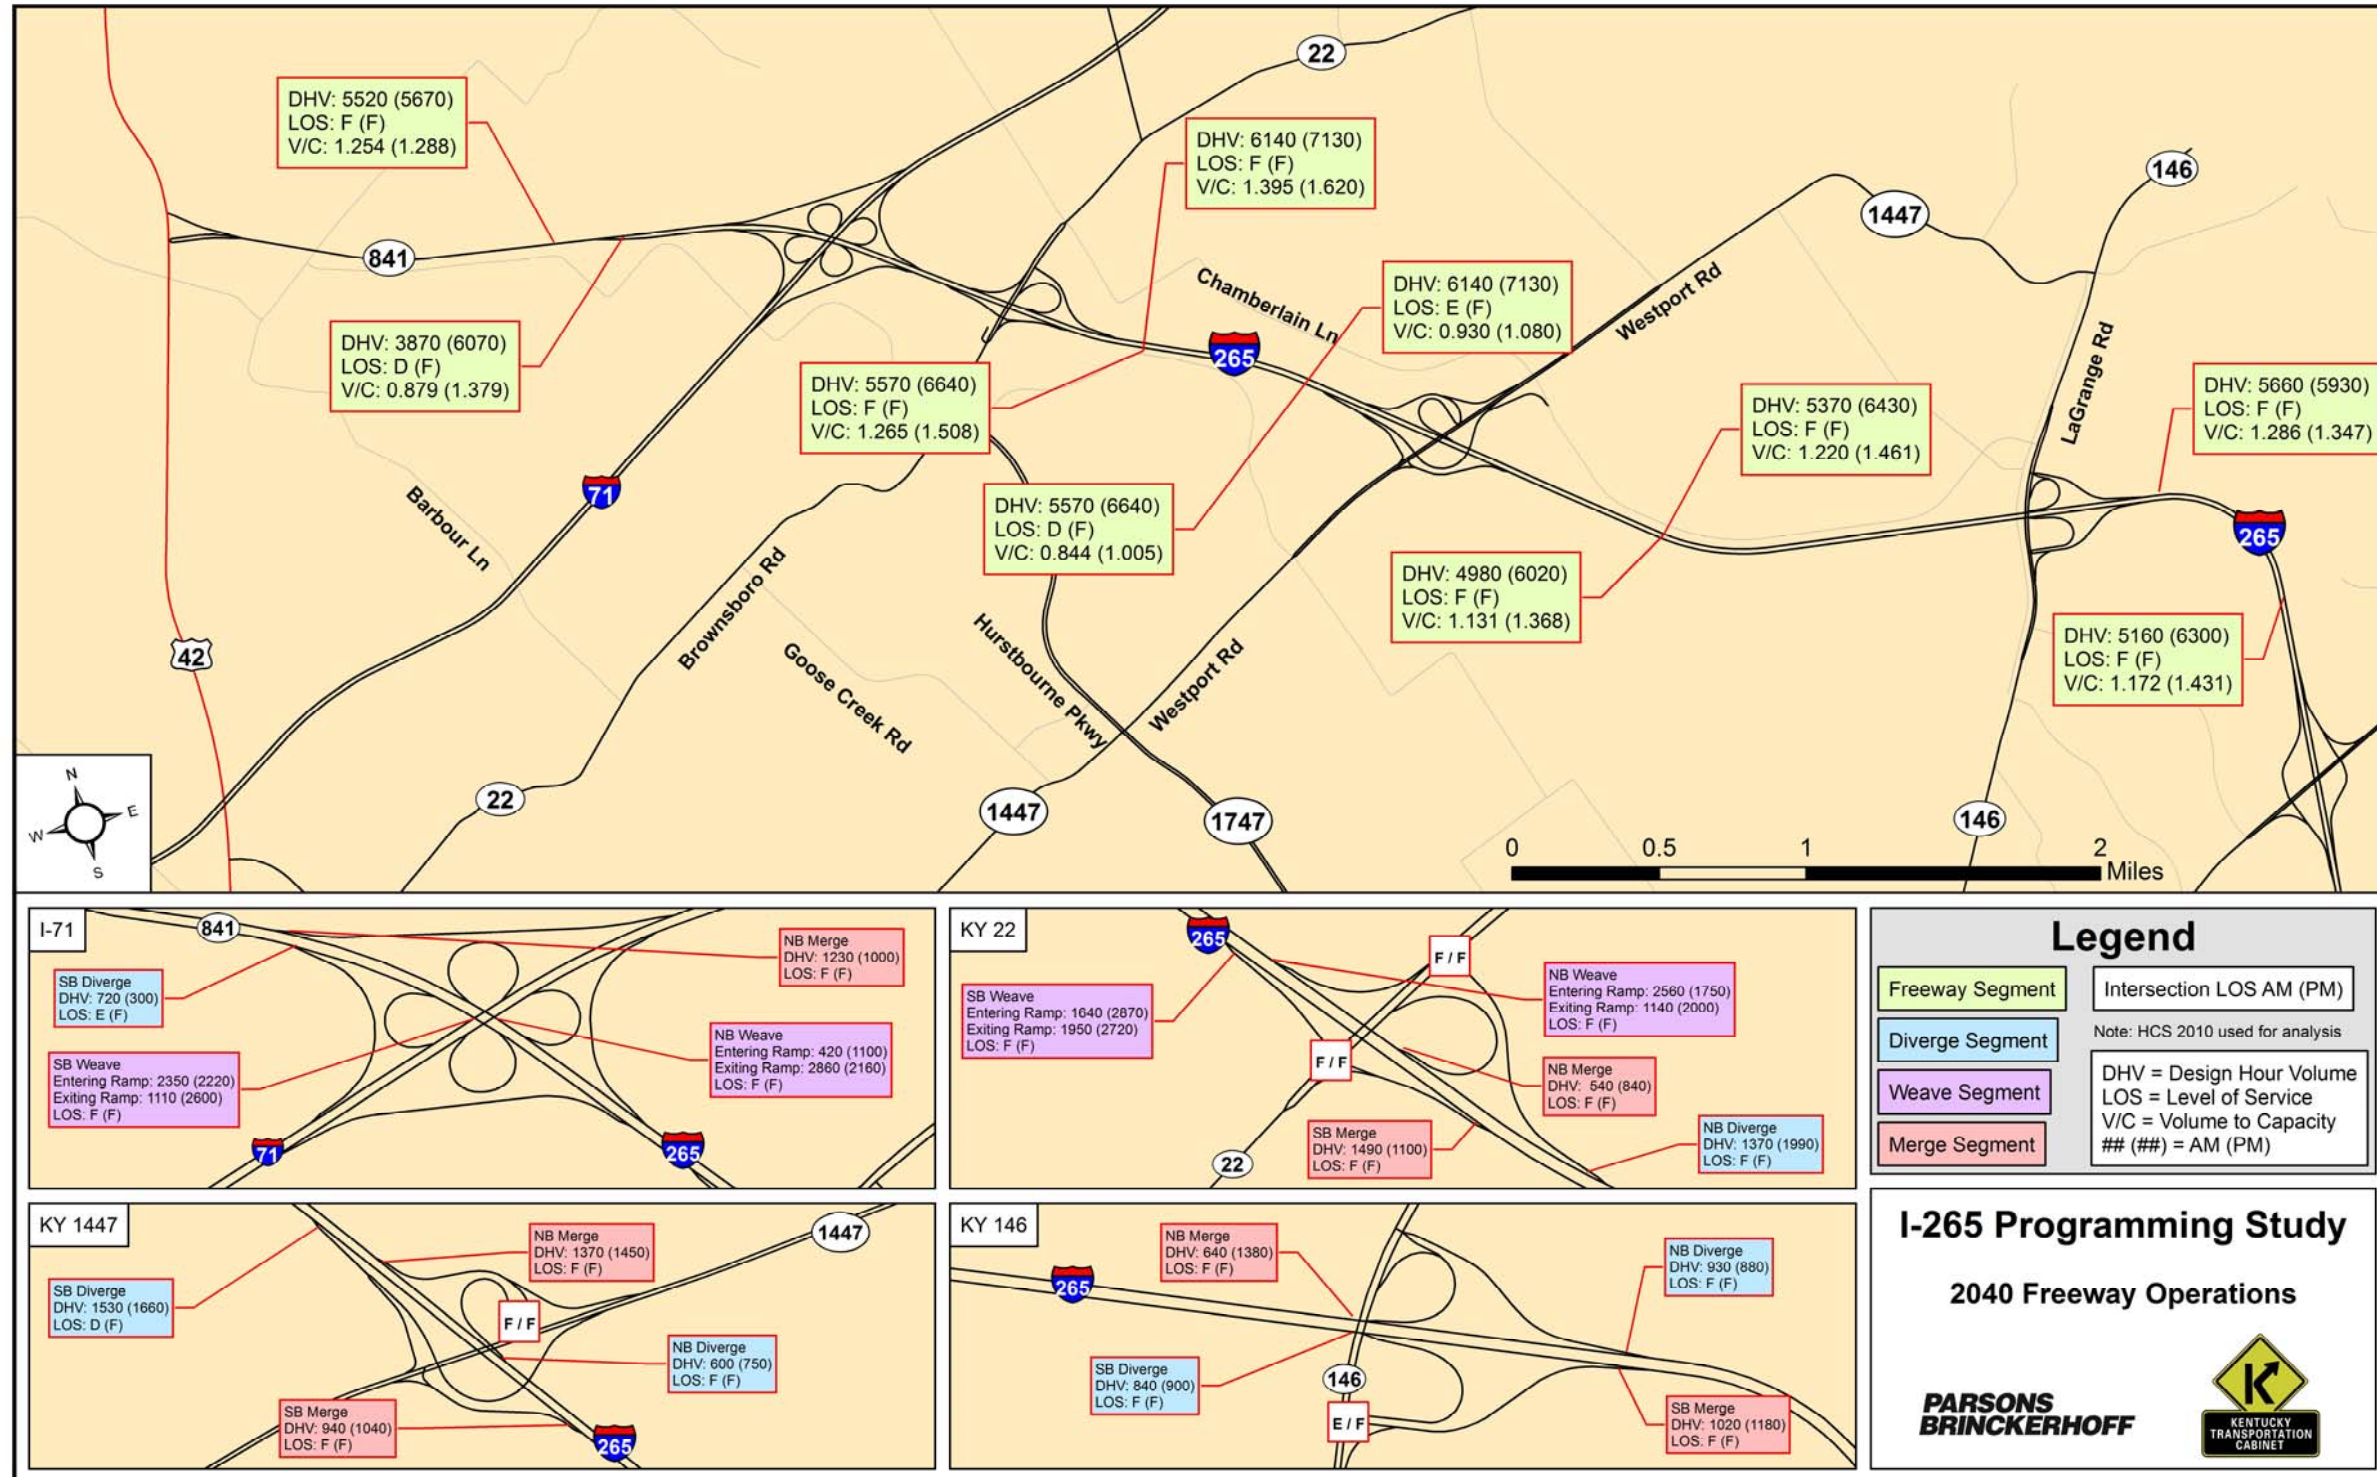 22
DHV: 5520 (5670)
LOS: F (F)
V/C: 1.254 (1.288)
DHV: 6140 (7130)
LOS: F (F)
V/C: 1.395 (1.620)
146
1447
841
Chamberlain Ln
DHV: 6140 (7130)
LOS: E (F)
V/C: 0.930 (1.080)
Westport Rd
265
DHV: 3870 (6070)
LOS: D (F)
V/C: 0.879 (1.379)
DHV: 5570 (6640)
LOS: F (F)
V/C: 1.265 (1.508)
LaGrange Rd
DHV: 5370 (6430)
LOS: F (F)
V/C: 1.220 (1.461)
DHV: 5660 (5930)
LOS: F (F)
V/C: 1.286 (1.347)
71
Barbour Ln
DHV: 5570 (6640)
LOS: D (F)
V/C: 0.844 (1.005)
265
DHV: 4980 (6020)
LOS: F (F)
V/C: 1.131 (1.368)
Brownsboro Rd
42
Goose Creek Rd
Hurstbourne Pkwy
Westport Rd
DHV: 5160 (6300)
LOS: F (F)
V/C: 1.172 (1.431)
N
E
W
S
22
1447
1747
146
0 0.5 1 2
Miles
I-71
841
NB Merge
DHV: 1230 (1000)
LOS: F (F)
SB Diverge
DHV: 720 (300)
LOS: E (F)
SB Weave
Entering Ramp: 2350 (2220)
Exiting Ramp: 1110 (2600)
LOS: F (F)
NB Weave
Entering Ramp: 420 (1100)
Exiting Ramp: 2860 (2160)
LOS: F (F)
71
265
KY 22
265
F / F
SB Weave
Entering Ramp: 1640 (2870)
Exiting Ramp: 1950 (2720)
LOS: F (F)
NB Weave
Entering Ramp: 2560 (1750)
Exiting Ramp: 1140 (2000)
LOS: F (F)
F / F
NB Merge
DHV: 540 (840)
LOS: F (F)
SB Merge
DHV: 1490 (1100)
LOS: F (F)
NB Diverge
DHV: 1370 (1990)
LOS: F (F)
22
Legend
Freeway Segment
Intersection LOS AM (PM)
Diverge Segment
Note: HCS 2010 used for analysis
Weave Segment
Merge Segment
DHV = Design Hour Volume
LOS = Level of Service
V/C = Volume to Capacity
## (##) = AM (PM)
KY 1447
1447
NB Merge
DHV: 1370 (1450)
LOS: F (F)
SB Diverge
DHV: 1530 (1660)
LOS: D (F)
F / F
NB Diverge
DHV: 600 (750)
LOS: F (F)
SB Merge
DHV: 940 (1040)
LOS: F (F)
265
KY 146
NB Merge
DHV: 640 (1380)
LOS: F (F)
NB Diverge
DHV: 930 (880)
LOS: F (F)
265
SB Diverge
DHV: 840 (900)
LOS: F (F)
146
E / F
SB Merge
DHV: 1020 (1180)
LOS: F (F)
I-265 Programming Study
2040 Freeway Operations
PARSONS
BRINCKERHOFF
K
KENTUCKY
TRANSPORTATION
CABINET